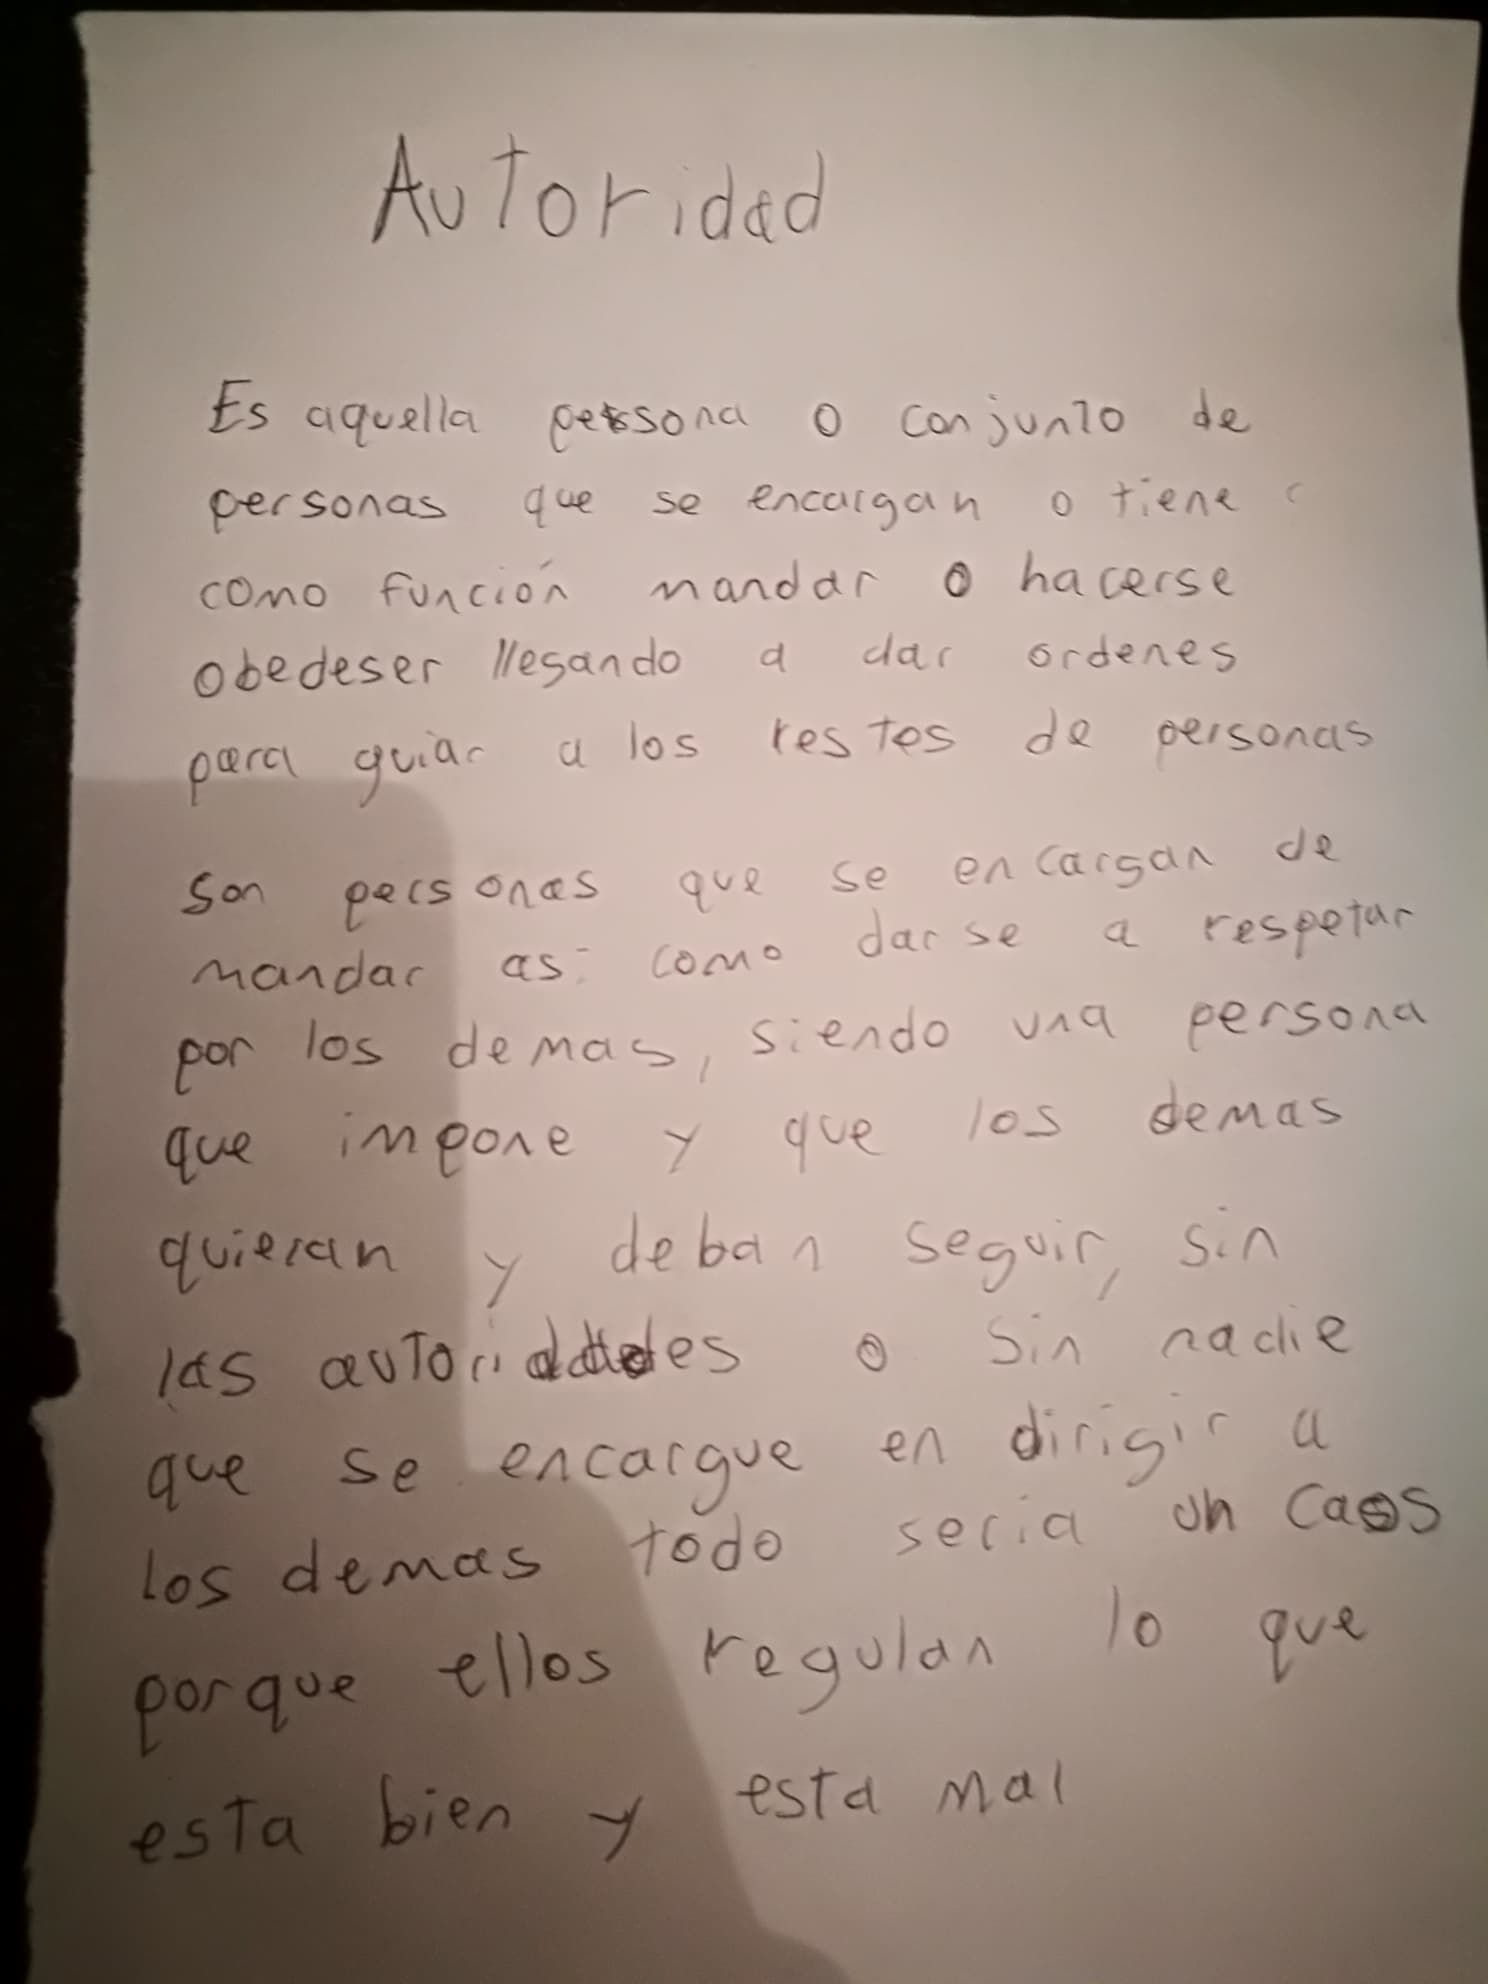 Autoridad
Es aquella persona o conjunto de
personas que se encargan o tiene
como función mandar o hacerse
obedeser llegando a dar ordenes
para guiar a los restos de personas
Son personas que se encargan de
mandar asi como darse a respetar
por los demas, siendo una persona
que impone y que los demas
quieran y deban seguir, sin
las autoridades o sin nadie
que se encargue en dirigir a
los demas todo seria un caos
porque ellos regulan lo que
esta bien y esta mal